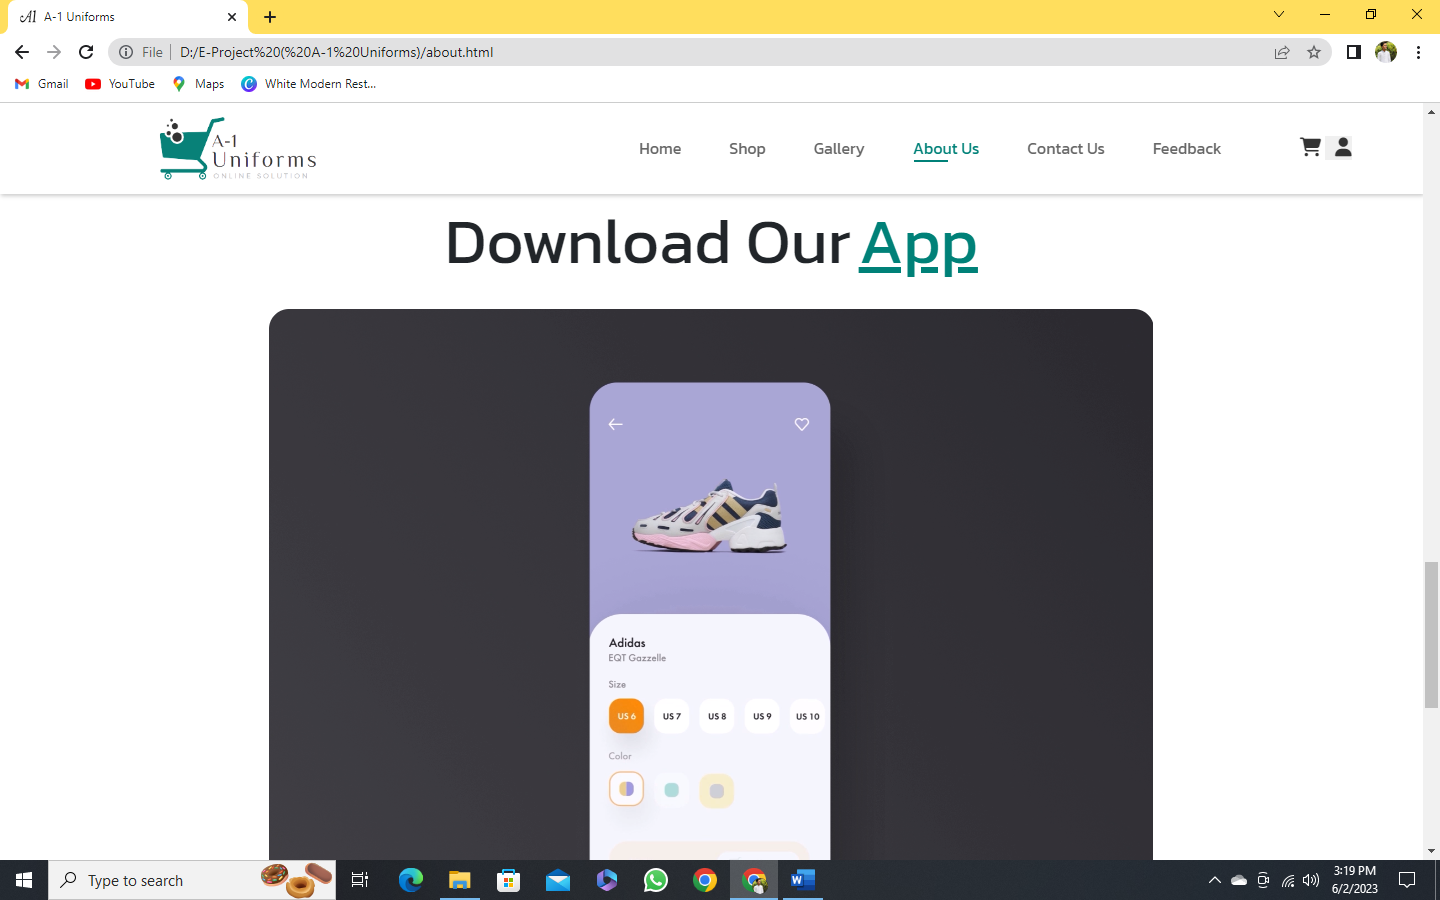 A1 A-1 Uniforms
File D:/E-Project%20(%20A-1%20Uniforms)/about.html
Gmail YouTube Maps White Modern Rest...
A-1
Uniforms
ONLINE SOLUTION
Home Shop Gallery About Us Contact Us Feedback
Download Our App
Adidas
EQT Gazzelle
Size
US 6 US 7 US 8 US 9 US 10
Color
Type to search
W
3:19 PM
6/2/2023